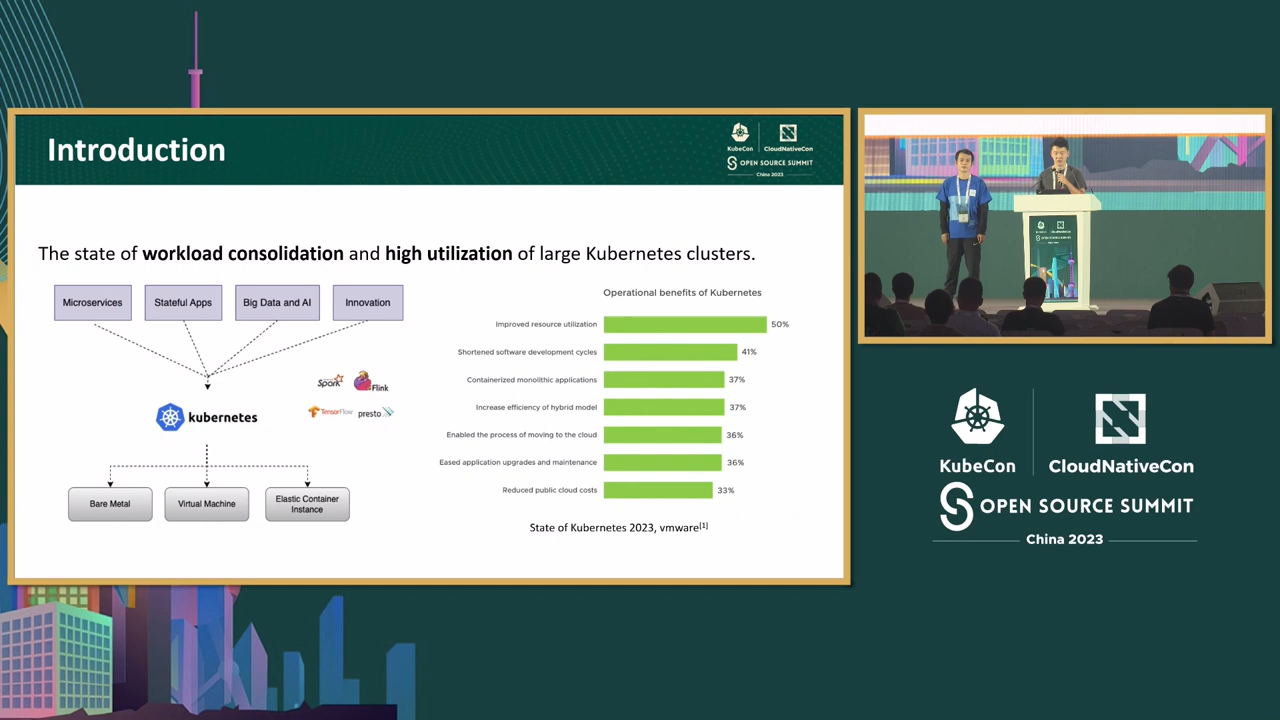 Introduction
KubeCon
CloudNativeCon
OPEN SOURCE SUMMIT
China 2023
The state of workload consolidation and high utilization of large Kubernetes clusters.
Microservices
Stateful Apps
Big Data and AI
Innovation
Spark
Flink
TensorFlow
presto
kubernetes
Bare Metal
Virtual Machine
Elastic Container
Instance
Operational benefits of Kubernetes
Improved resource utilization 50%
Shortened software development cycles 41%
Containerized monolithic applications 37%
Increase efficiency of hybrid model 37%
Enabled the process of moving to the cloud 36%
Eased application upgrades and maintenance 36%
Reduced public cloud costs 33%
State of Kubernetes 2023, vmware[1]
KubeCon
CloudNativeCon
OPEN SOURCE SUMMIT
China 2023